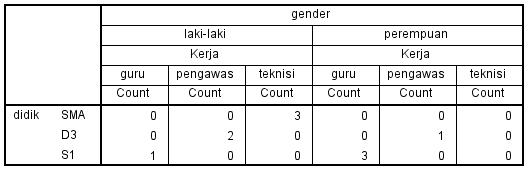 gender
laki-laki perempuan
Kerja Kerja
guru pengawas teknisi guru pengawas teknisi
Count Count Count Count Count Count
didik SMA 0 0 3 0 0 0
D3 0 2 0 0 1 0
S1 1 0 0 3 0 0